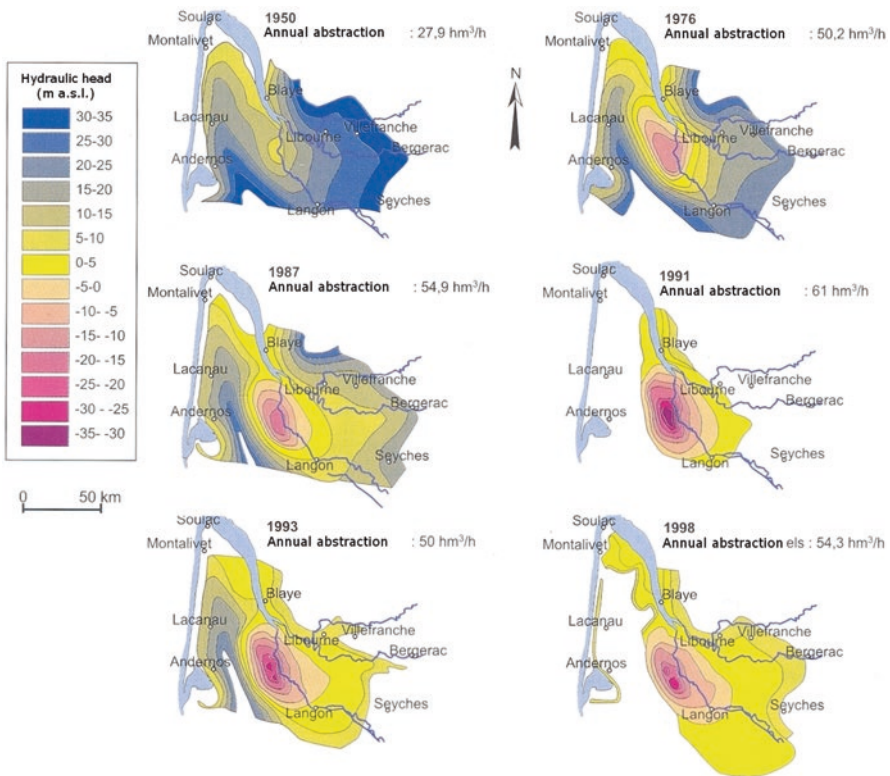 Hydraulic head
(m a.s.l.)
30-35
25-30
20-25
15-20
10-15
5-10
0-5
-5-0
-10- -5
-15- -10
-20- -15
-25- -20
-30- -25
-35- -30
0 50 km
1950
Annual abstraction : 27,9 hm³/h
Soulac
Montalivet
Blaye
Lacanau
Libourne
Villefranche
Andernos
Bergerac
Langon
Seyches
N
1976
Annual abstraction : 50,2 hm³/h
Soulac
Montalivet
Blaye
Lacanau
Libourne
Villefranche
Andernos
Bergerac
Langon
Seyches
1987
Annual abstraction : 54,9 hm³/h
Soulac
Montalivet
Blaye
Lacanau
Libourne
Villefranche
Andernos
Bergerac
Langon
Seyches
1991
Annual abstraction : 61 hm³/h
Soulac
Montalivet
Blaye
Lacanau
Libourne
Villefranche
Andernos
Bergerac
Langon
Seyches
1993
Annual abstraction : 50 hm³/h
Soulac
Montalivet
Blaye
Lacanau
Libourne
Villefranche
Andernos
Bergerac
Langon
Seyches
1998
Annual abstraction els : 54,3 hm³/h
Soulac
Montalivet
Blaye
Lacanau
Libourne
Villefranche
Andernos
Bergerac
Langon
Seyches